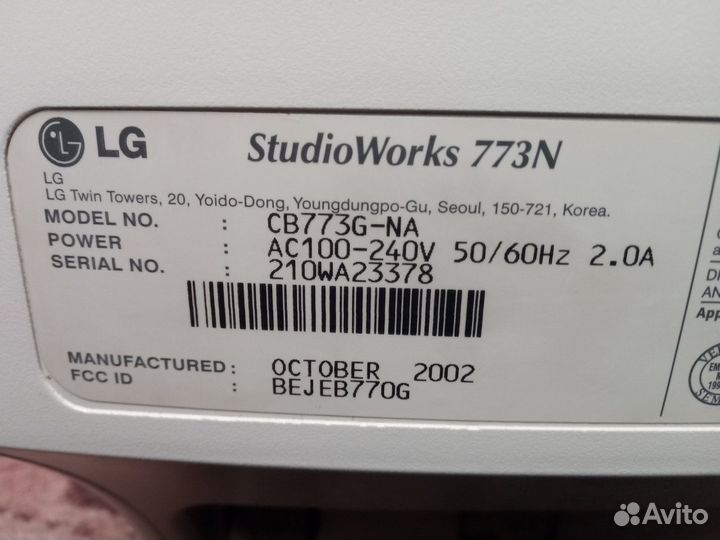 LG StudioWorks 773N
LG
LG Twin Towers, 20, Yoido-Dong, Youngdungpo-Gu, Seoul, 150-721, Korea.
MODEL NO. : CB773G-NA
POWER : AC100-240V 50/60Hz 2.0A
SERIAL NO. : 210WA23378
MANUFACTURED : OCTOBER 2002
FCC ID : BEJEB770G
App
Avito